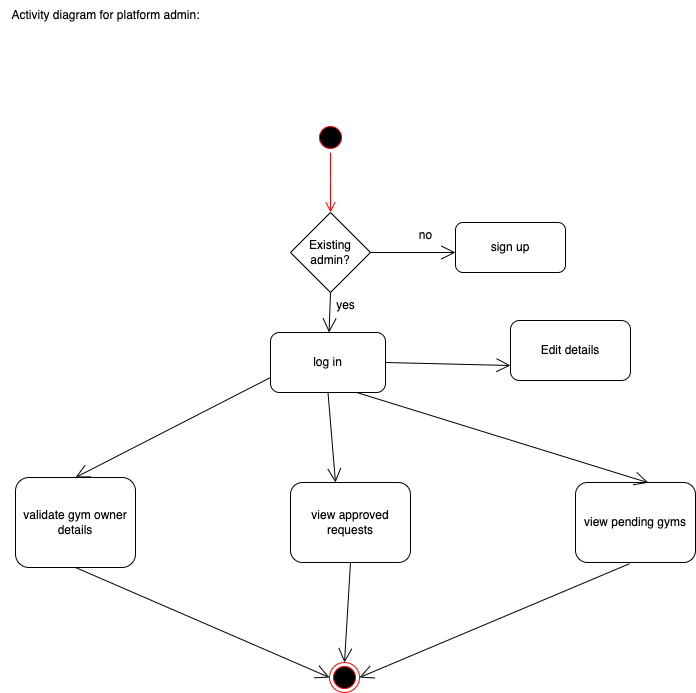 Activity diagram for platform admin:
Existing
admin?
no
sign up
yes
log in
Edit details
validate gym owner
details
view approved
requests
view pending gyms